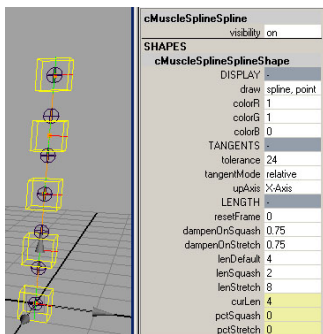 cMuscleSplineSpline
visibility on
SHAPES
cMuscleSplineSplineShape
DISPLAY -
draw spline, point
colorR 1
colorG 1
colorB 0
TANGENTS -
tolerance 24
tangentMode relative
upAxis X-Axis
LENGTH -
resetFrame 0
dampenOnSquash 0.75
dampenOnStretch 0.75
lenDefault 4
lenSquash 2
lenStretch 8
curLen 4
pctSquash 0
pctStretch 0